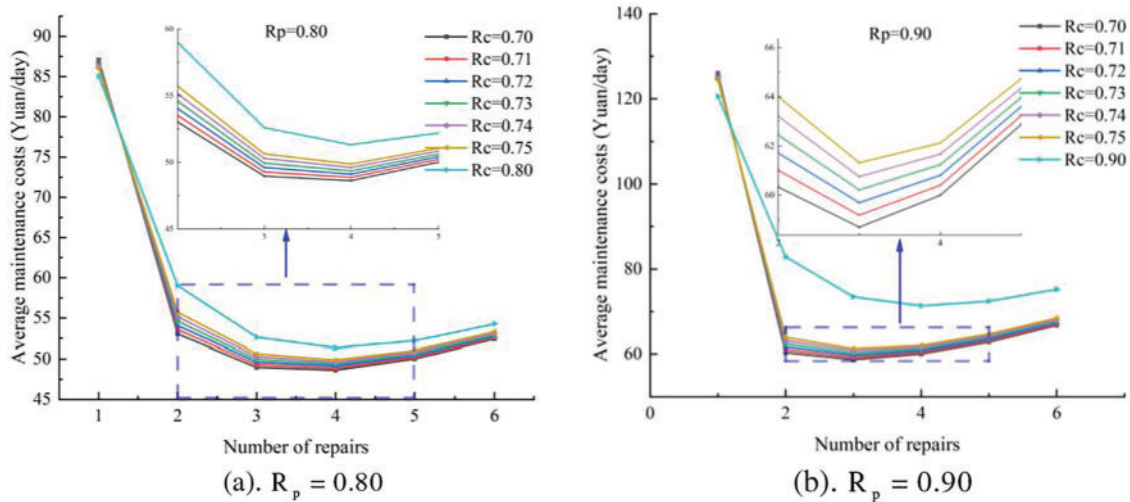 Average maintenance costs (Yuan/day)
90
85
80
75
70
65
60
55
50
45
1 2 3 4 5 6
Number of repairs
Rp=0.80
60
55
50
45
3 4 5
Rc=0.70
Rc=0.71
Rc=0.72
Rc=0.73
Rc=0.74
Rc=0.75
Rc=0.80
(a). R p = 0.80
Average maintenance costs (Yuan/day)
140
120
100
80
60
0 2 4 6
Number of repairs
Rp=0.90
66
64
62
60
2 4
Rc=0.70
Rc=0.71
Rc=0.72
Rc=0.73
Rc=0.74
Rc=0.75
Rc=0.90
(b). R p = 0.90